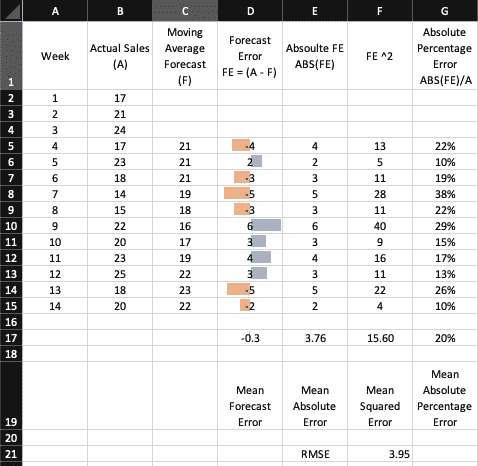 A B C D E F G
1 Week Actual Sales (A) Moving Average Forecast (F) Forecast Error FE = (A - F) Absoulte FE ABS(FE) FE ^2 Absolute Percentage Error ABS(FE)/A
2 1 17
3 2 21
4 3 24
5 4 17 21 -4 4 13 22%
6 5 23 21 2 2 5 10%
7 6 18 21 -3 3 11 19%
8 7 14 19 -5 5 28 38%
9 8 15 18 -3 3 11 22%
10 9 22 16 6 6 40 29%
11 10 20 17 3 3 9 15%
12 11 23 19 4 4 16 17%
13 12 25 22 3 3 11 13%
14 13 18 23 -5 5 22 26%
15 14 20 22 -2 2 4 10%
16
17 -0.3 3.76 15.60 20%
18
19 Mean Forecast Error Mean Absolute Error Mean Squared Error Mean Absolute Percentage Error
20
21 RMSE 3.95